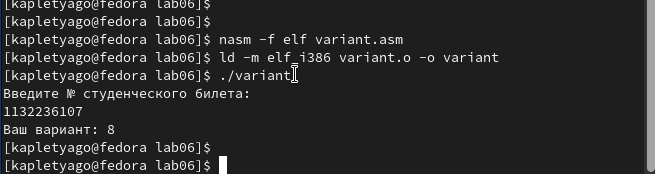 [kapletyago@fedora lab06]$
[kapletyago@fedora lab06]$
[kapletyago@fedora lab06]$ nasm -f elf variant.asm
[kapletyago@fedora lab06]$ ld -m elf_i386 variant.o -o variant
[kapletyago@fedora lab06]$ ./variant
Введите № студенческого билета:
1132236107
Ваш вариант: 8
[kapletyago@fedora lab06]$
[kapletyago@fedora lab06]$